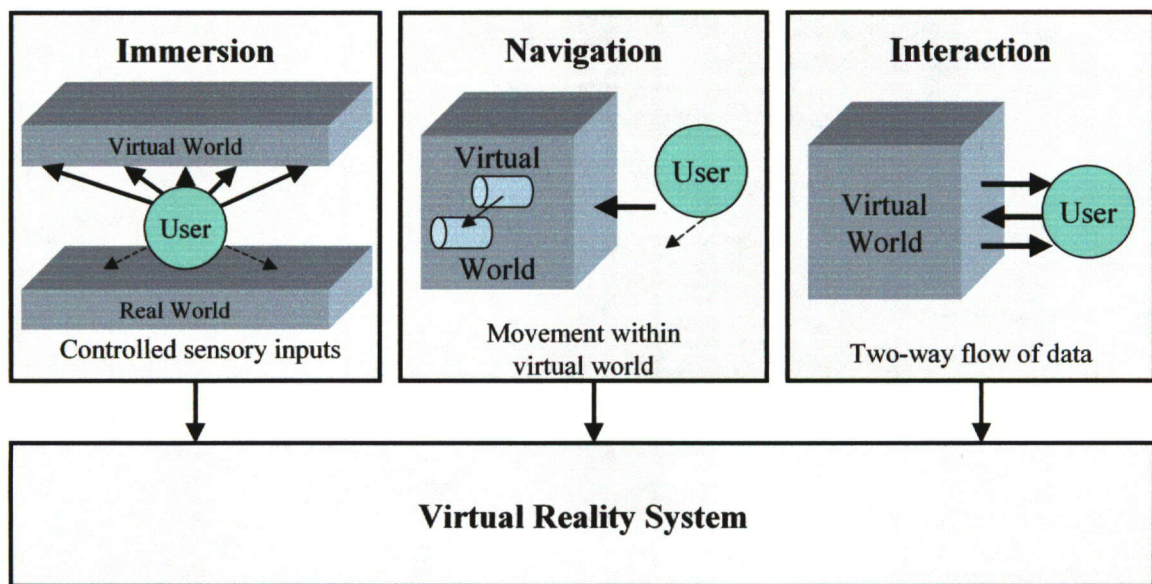 Immersion
Virtual World
User
Real World
Controlled sensory inputs
Navigation
Virtual
User
World
Movement within
virtual world
Interaction
Virtual
World
User
Two-way flow of data
Virtual Reality System